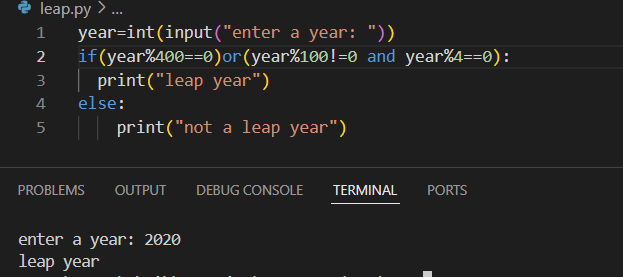 leap.py > ...
1 year=int(input("enter a year: "))
2 if(year%400==0)or(year%100!=0 and year%4==0):
3   print("leap year")
4 else:
5     print("not a leap year")
PROBLEMS OUTPUT DEBUG CONSOLE TERMINAL PORTS
enter a year: 2020
leap year